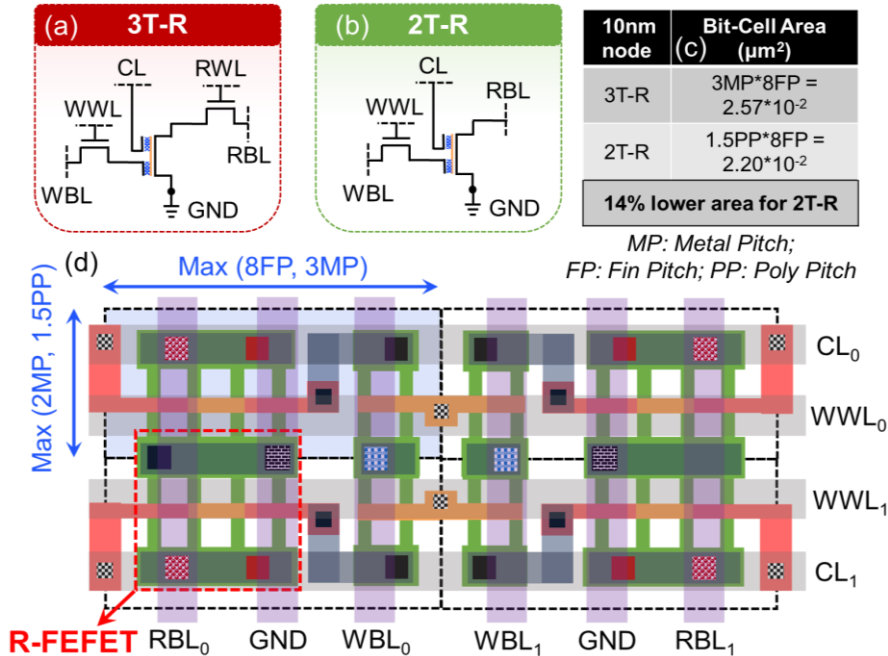 (a) 3T-R
CL
RWL
WWL
RBL
WBL
GND
(b) 2T-R
CL
RBL
WWL
WBL
GND
10nm node
Bit-Cell Area (μm²)
(c)
3T-R
3MP*8FP =
2.57*10⁻²
2T-R
1.5PP*8FP =
2.20*10⁻²
14% lower area for 2T-R
MP: Metal Pitch;
FP: Fin Pitch; PP: Poly Pitch
(d)
Max (8FP, 3MP)
Max (2MP, 1.5PP)
CL₀
WWL₀
WWL₁
CL₁
R-FEFET
RBL₀ GND WBL₀ WBL₁ GND RBL₁